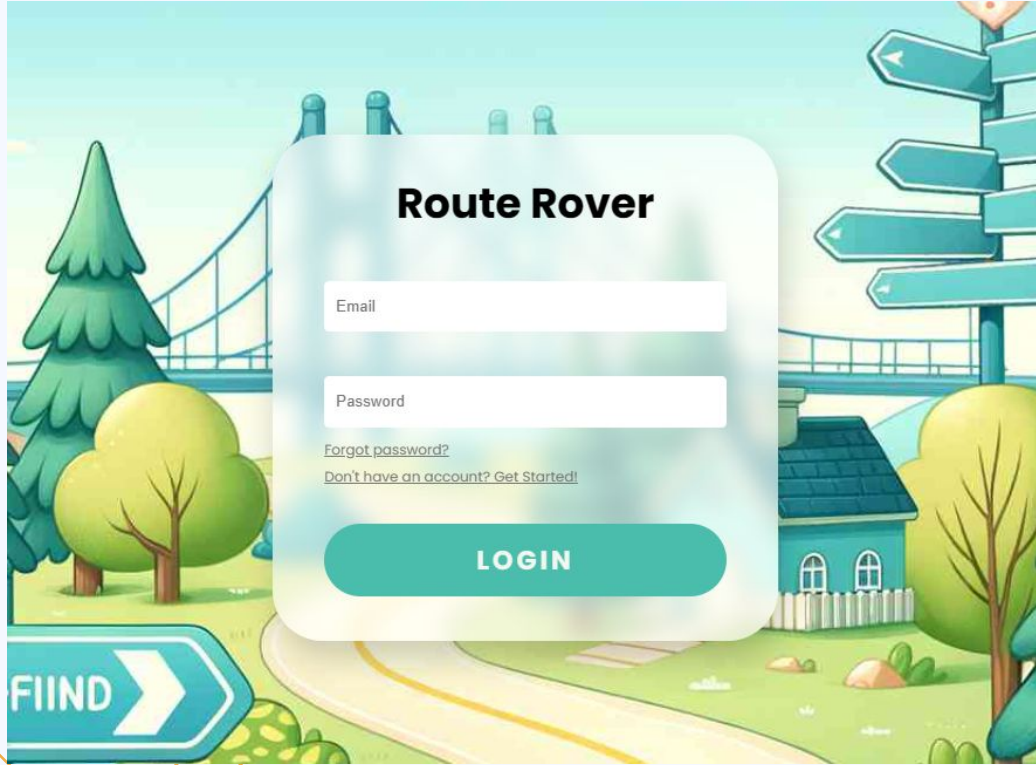 Route Rover
Email
Password
Forgot password?
Don't have an account? Get Started!
LOGIN
FIIND